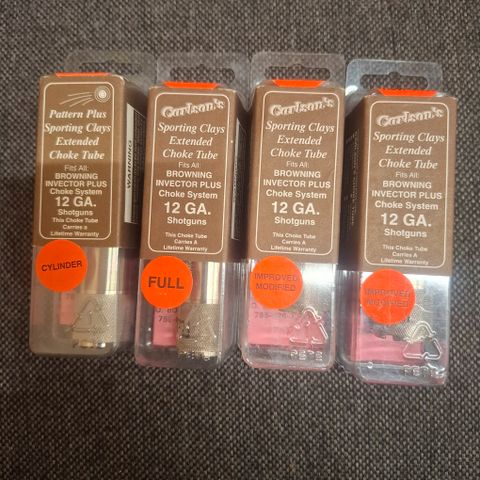 Pattern Plus
Sporting Clays
Extended
Choke Tube
Fits All:
BROWNING
INVECTOR PLUS
Choke System
12 GA.
Shotguns
This Choke Tube
Carries a
Lifetime Warranty
WARNING
CYLINDER
Carlson's
Sporting Clays
Extended
Choke Tube
Fits All:
BROWNING
INVECTOR PLUS
Choke System
12 GA.
Shotguns
This Choke Tube
Carries A
Lifetime Warranty
FULL
Carlson's
Sporting Clays
Extended
Choke Tube
Fits All:
BROWNING
INVECTOR PLUS
Choke System
12 GA.
Shotguns
This Choke Tube
Carries A
Lifetime Warranty
IMPROVED
MODIFIED
PETE
Carlson's
Sporting Clays
Extended
Choke Tube
Fits All:
BROWNING
INVECTOR PLUS
Choke System
12 GA.
Shotguns
This Choke Tube
Carries A
Lifetime Warranty
IMPROVED
MODIFIED
PETE